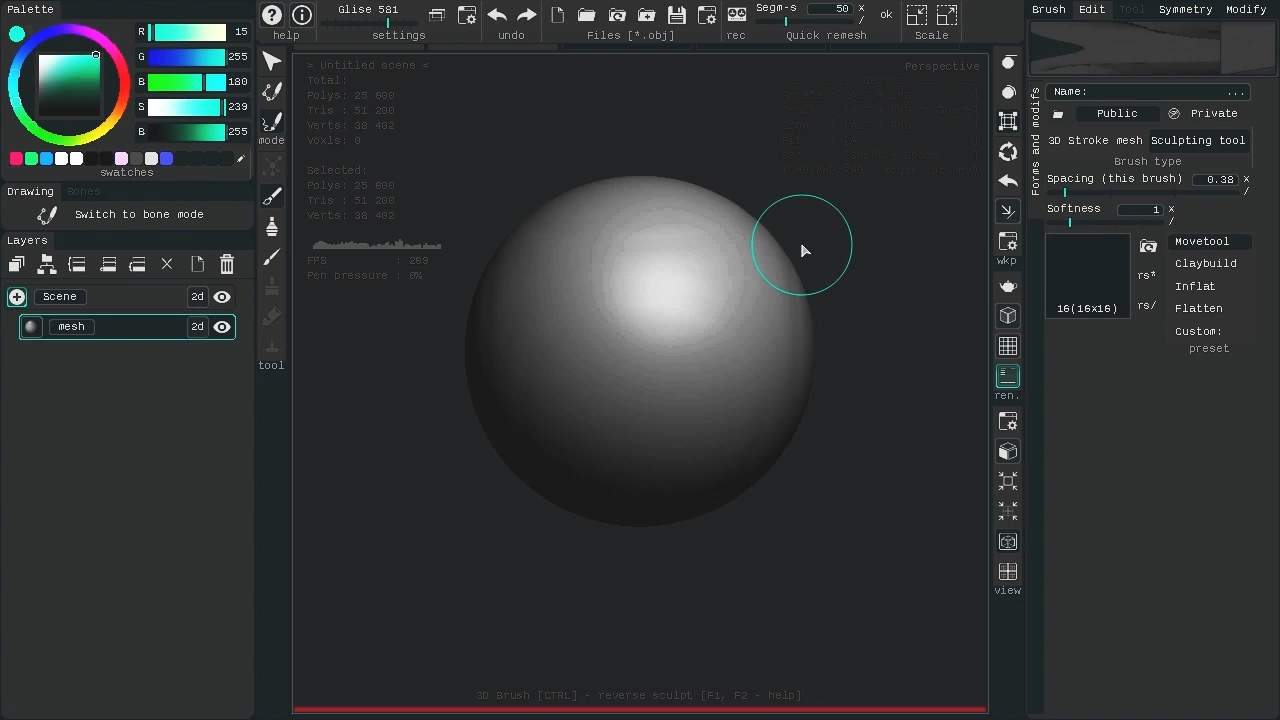 Palette
R 15
G 255
B 180
S 239
B 255
swatches
Drawing Bones
Switch to bone mode
Layers
Scene 2d
mesh 2d
help
Glise 581
settings
undo
Files [*.obj]
rec
Segm-s 50 x
/
ok
Quick remesh
Scale
mode
tool
> Untitled scene <
Total:
Polys: 25 600
Tris : 51 200
Verts: 38 402
Voxls: 0
Selected:
Polys: 25 600
Tris : 51 200
Verts: 38 402
FPS : 269
Pen pressure : 0%
Perspective
3D Brush [CTRL] - reverse sculpt [F1, F2 - help]
wkp
ren.
view
Brush Edit Tool Symmetry Modify
Forms and modifs
Name: ...
Public Private
3D Stroke mesh Sculpting tool
Brush type
Spacing (this brush) 0.38 x
/
Softness 1 x
/
16(16x16)
rs*
rs/
Movetool
Claybuild
Inflat
Flatten
Custom:
preset